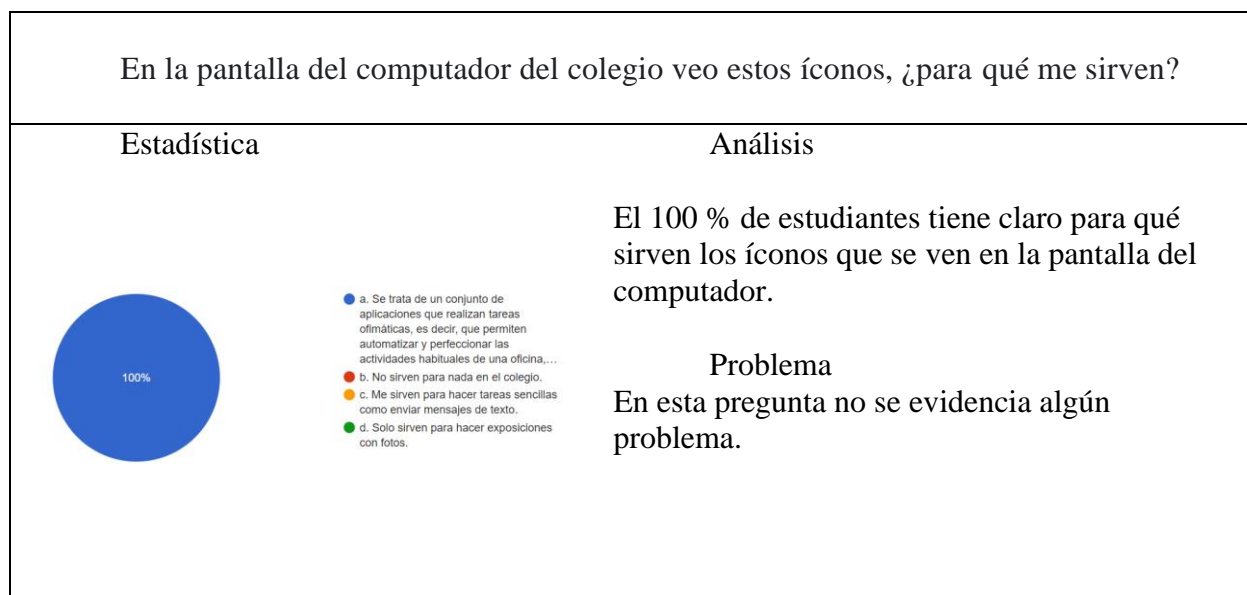 En la pantalla del computador del colegio veo estos íconos, ¿para qué me sirven?
Estadística
100%
a. Se trata de un conjunto de
aplicaciones que realizan tareas
ofimáticas, es decir, que permiten
automatizar y perfeccionar las
actividades habituales de una oficina,…
b. No sirven para nada en el colegio.
c. Me sirven para hacer tareas sencillas
como enviar mensajes de texto.
d. Solo sirven para hacer exposiciones
con fotos.
Análisis
El 100 % de estudiantes tiene claro para qué
sirven los íconos que se ven en la pantalla del
computador.
Problema
En esta pregunta no se evidencia algún
problema.